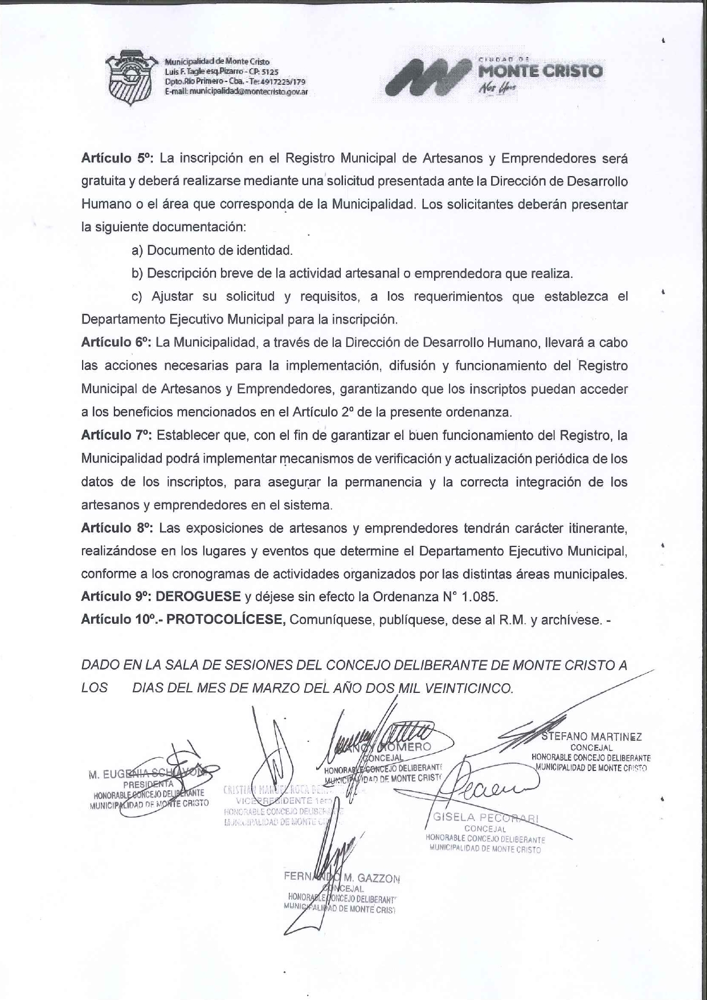 Municipalidad de Monte Cristo
Luis F. Tagle esq.Pizarro - CP: 5125
Dpto.Río Primero - Cba. - Te: 4917223/179
E-mail: municipalidad@montecristo.gov.ar
CIUDAD DE
MONTE CRISTO
Artículo 5º: La inscripción en el Registro Municipal de Artesanos y Emprendedores será
gratuita y deberá realizarse mediante una solicitud presentada ante la Dirección de Desarrollo
Humano o el área que corresponda de la Municipalidad. Los solicitantes deberán presentar
la siguiente documentación:
a) Documento de identidad.
b) Descripción breve de la actividad artesanal o emprendedora que realiza.
c) Ajustar su solicitud y requisitos, a los requerimientos que establezca el
Departamento Ejecutivo Municipal para la inscripción.
Artículo 6º: La Municipalidad, a través de la Dirección de Desarrollo Humano, llevará a cabo
las acciones necesarias para la implementación, difusión y funcionamiento del Registro
Municipal de Artesanos y Emprendedores, garantizando que los inscriptos puedan acceder
a los beneficios mencionados en el Artículo 2º de la presente ordenanza.
Artículo 7º: Establecer que, con el fin de garantizar el buen funcionamiento del Registro, la
Municipalidad podrá implementar mecanismos de verificación y actualización periódica de los
datos de los inscriptos, para asegurar la permanencia y la correcta integración de los
artesanos y emprendedores en el sistema.
Artículo 8º: Las exposiciones de artesanos y emprendedores tendrán carácter itinerante,
realizándose en los lugares y eventos que determine el Departamento Ejecutivo Municipal,
conforme a los cronogramas de actividades organizados por las distintas áreas municipales.
Artículo 9º: DEROGUESE y déjese sin efecto la Ordenanza N° 1.085.
Artículo 10º.- PROTOCOLÍCESE, Comuníquese, publíquese, dese al R.M. y archívese. -
DADO EN LA SALA DE SESIONES DEL CONCEJO DELIBERANTE DE MONTE CRISTO A
LOS DIAS DEL MES DE MARZO DEL AÑO DOS MIL VEINTICINCO.
STEFANO MARTINEZ
CONCEJAL
HONORABLE CONCEJO DELIBERANTE
MUNICIPALIDAD DE MONTE CRISTO
ROMERO
CONCEJAL
HONORABLE CONCEJO DELIBERANT
MUNICIPALIDAD DE MONTE CRIST
M. EUGENIA SCHIAVONI
PRESIDENTA
HONORABLE CONCEJO DELIBERANTE
MUNICIPALIDAD DE MONTE CRISTO
CRISTIAN MANUEL
VICEPRESIDENTE 1ero
HONORABLE CONCEJO
MUNICIPALIDAD DE MONTE
GISELA PECORARI
CONCEJAL
HONORABLE CONCEJO DELIBERANTE
MUNICIPALIDAD DE MONTE CRISTO
FERNANDO M. GAZZONI
CONCEJAL
HONORABLE CONCEJO DELIBERANT
MUNICIPALIDAD DE MONTE CRIST